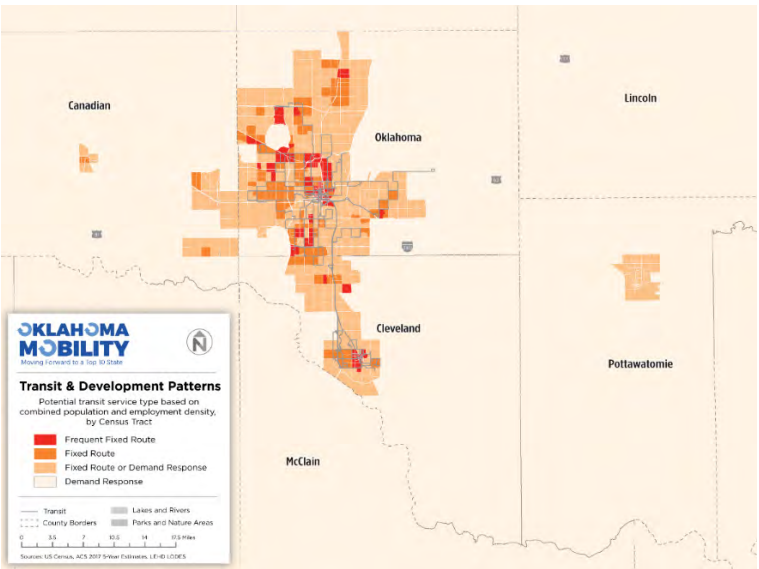 Canadian
Lincoln
Oklahoma
Cleveland
Pottawatomie
McClain
OKLAHOMA
MOBILITY
Moving Forward to a Top 10 State
N
Transit & Development Patterns
Potential transit service type based on
combined population and employment density,
by Census Tract
Frequent Fixed Route
Fixed Route
Fixed Route or Demand Response
Demand Response
Transit
Lakes and Rivers
County Borders
Parks and Nature Areas
0 3.5 7 10.5 14 17.5 Miles
Sources: US Census, ACS 2017 5-Year Estimates, LEHD LODES